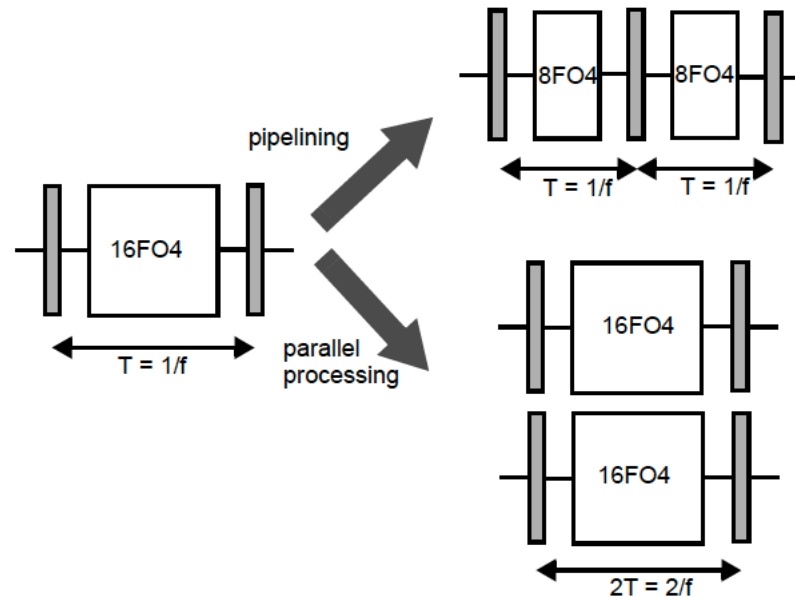 8FO4
8FO4
pipelining
T = 1/f
T = 1/f
16FO4
T = 1/f
16FO4
parallel
processing
16FO4
2T = 2/f